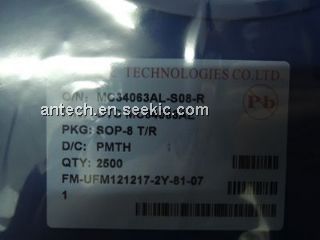 TECHNOLOGIES CO.LTD.
C/N: MC34063AL-S08-R
Pb
antech.en.seekic.com
PKG: SOP-8 T/R
D/C: PMTH
QTY: 2500
FM-UFM121217-2Y-81-07
1